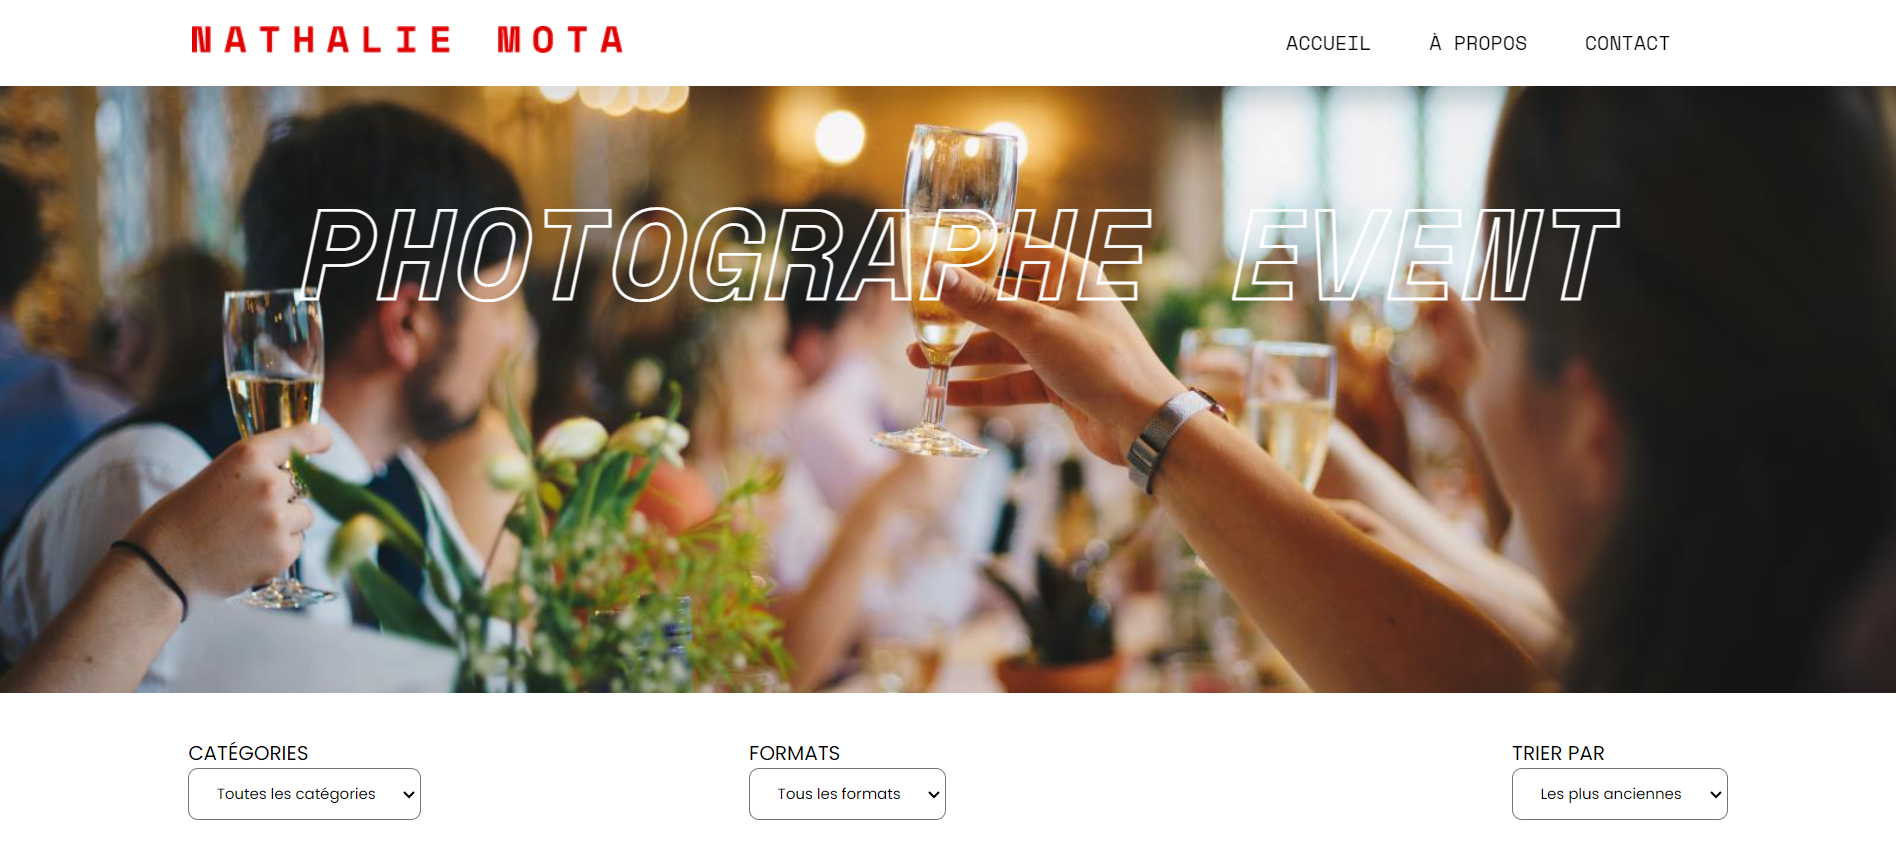 NATHALIE MOTA
ACCUEIL À PROPOS CONTACT
PHOTOGRAPHE EVENT
CATÉGORIES FORMATS TRIER PAR
Toutes les catégories Tous les formats Les plus anciennes